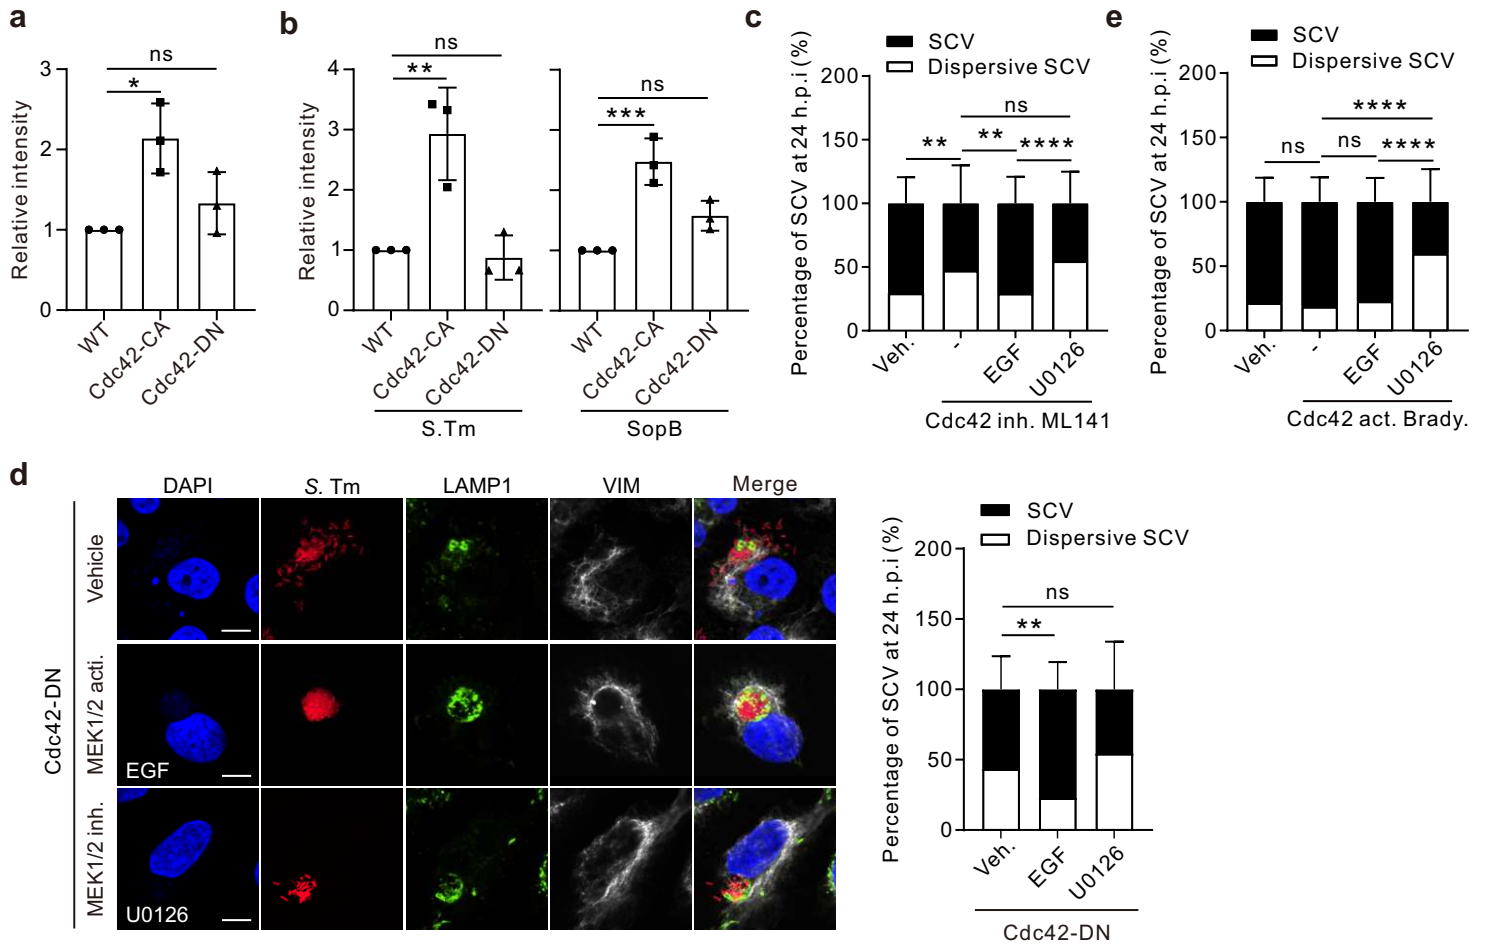 a
Relative intensity
3
2
1
0
ns
*
WT
Cdc42-CA
Cdc42-DN
b
Relative intensity
4
3
2
1
0
ns
**
WT
Cdc42-CA
Cdc42-DN
S.Tm
ns
***
WT
Cdc42-CA
Cdc42-DN
SopB
c
Percentage of SCV at 24 h.p.i (%)
SCV
Dispersive SCV
200
150
100
50
0
ns
**
**
****
Veh.
-
EGF
U0126
Cdc42 inh. ML141
e
Percentage of SCV at 24 h.p.i (%)
SCV
Dispersive SCV
200
150
100
50
0
****
ns
ns
****
Veh.
-
EGF
U0126
Cdc42 act. Brady.
d
DAPI
S. Tm
LAMP1
VIM
Merge
Cdc42-DN
Vehicle
MEK1/2 acti.
EGF
MEK1/2 inh.
U0126
Percentage of SCV at 24 h.p.i (%)
SCV
Dispersive SCV
200
150
100
50
0
ns
**
Veh.
EGF
U0126
Cdc42-DN